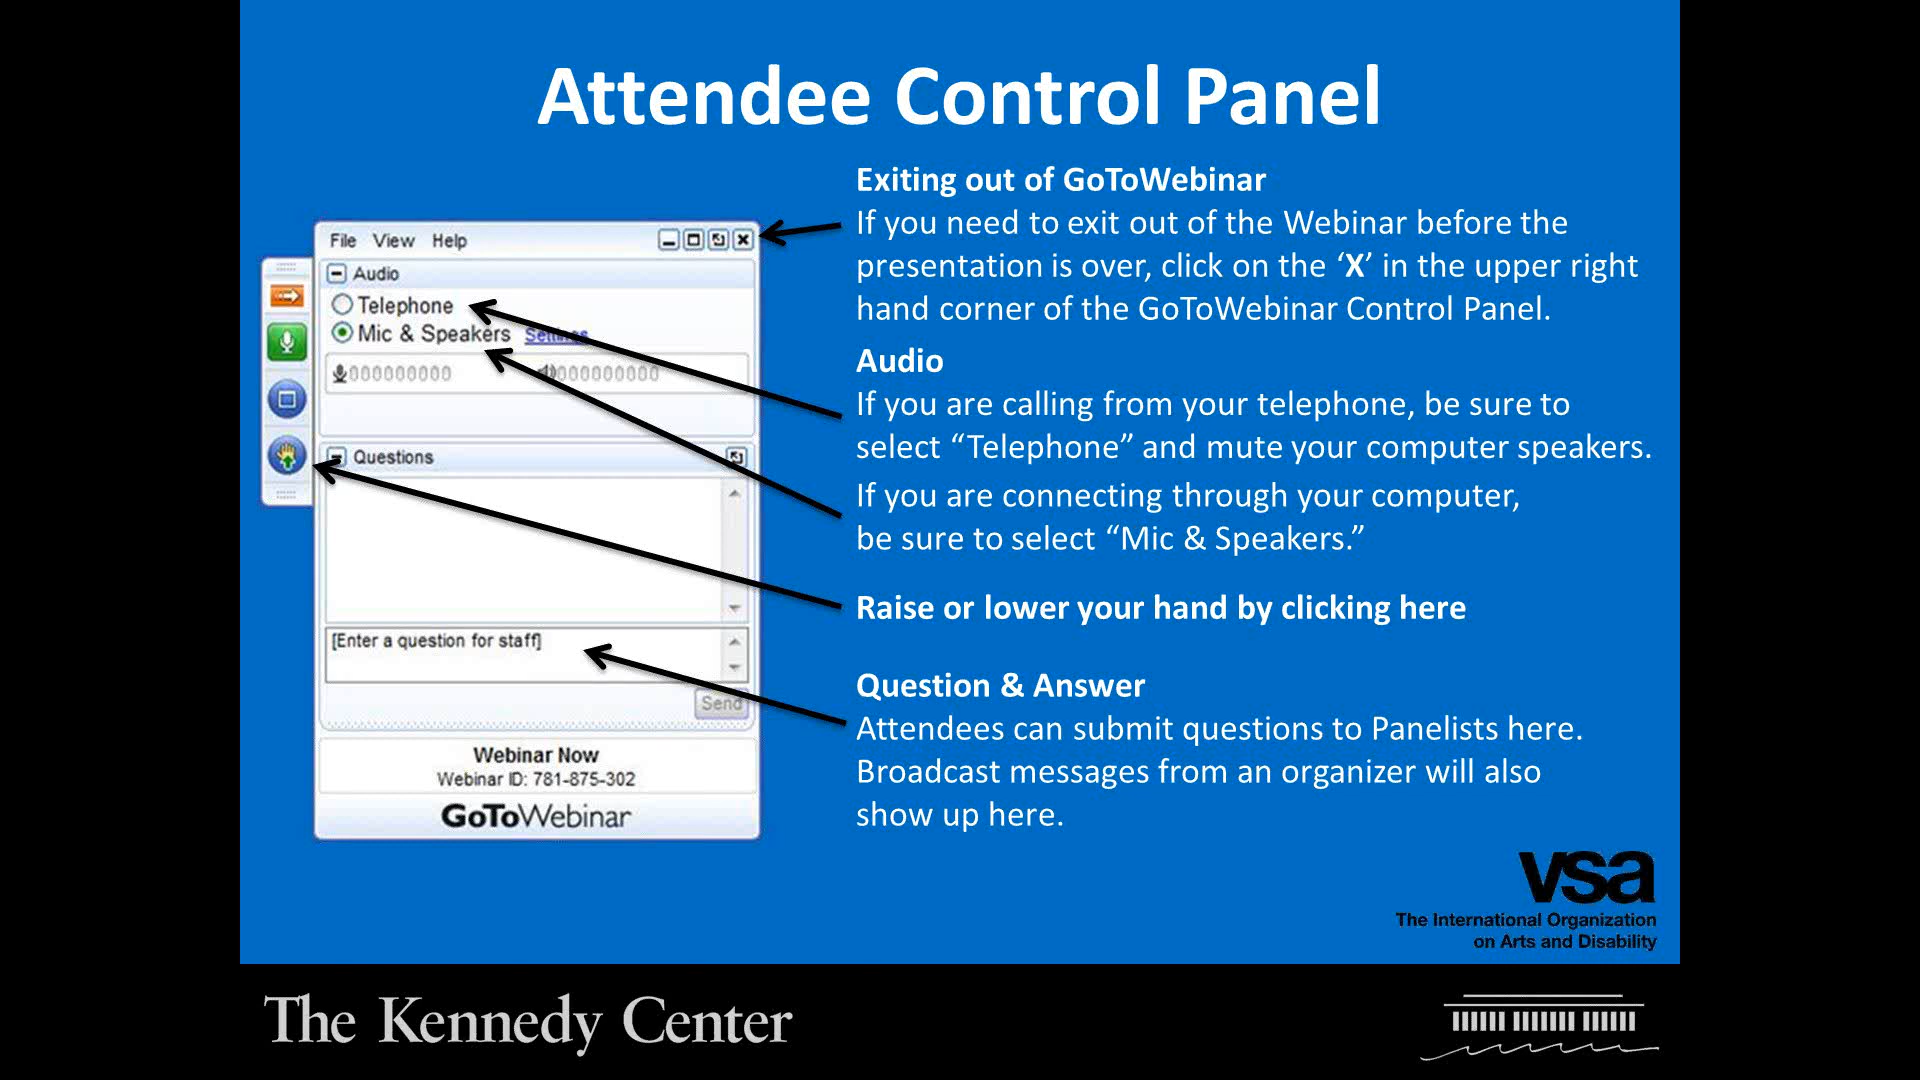 Attendee Control Panel
Exiting out of GoToWebinar
If you need to exit out of the Webinar before the
presentation is over, click on the ‘X’ in the upper right
hand corner of the GoToWebinar Control Panel.
Audio
If you are calling from your telephone, be sure to
select “Telephone” and mute your computer speakers.
If you are connecting through your computer,
be sure to select “Mic & Speakers.”
Raise or lower your hand by clicking here
Question & Answer
Attendees can submit questions to Panelists here.
Broadcast messages from an organizer will also
show up here.
File View Help
Audio
Telephone
Mic & Speakers Settings
000000000 000000000
Questions
[Enter a question for staff]
Send
Webinar Now
Webinar ID: 781-875-302
GoToWebinar
vsa
The International Organization
on Arts and Disability
The Kennedy Center